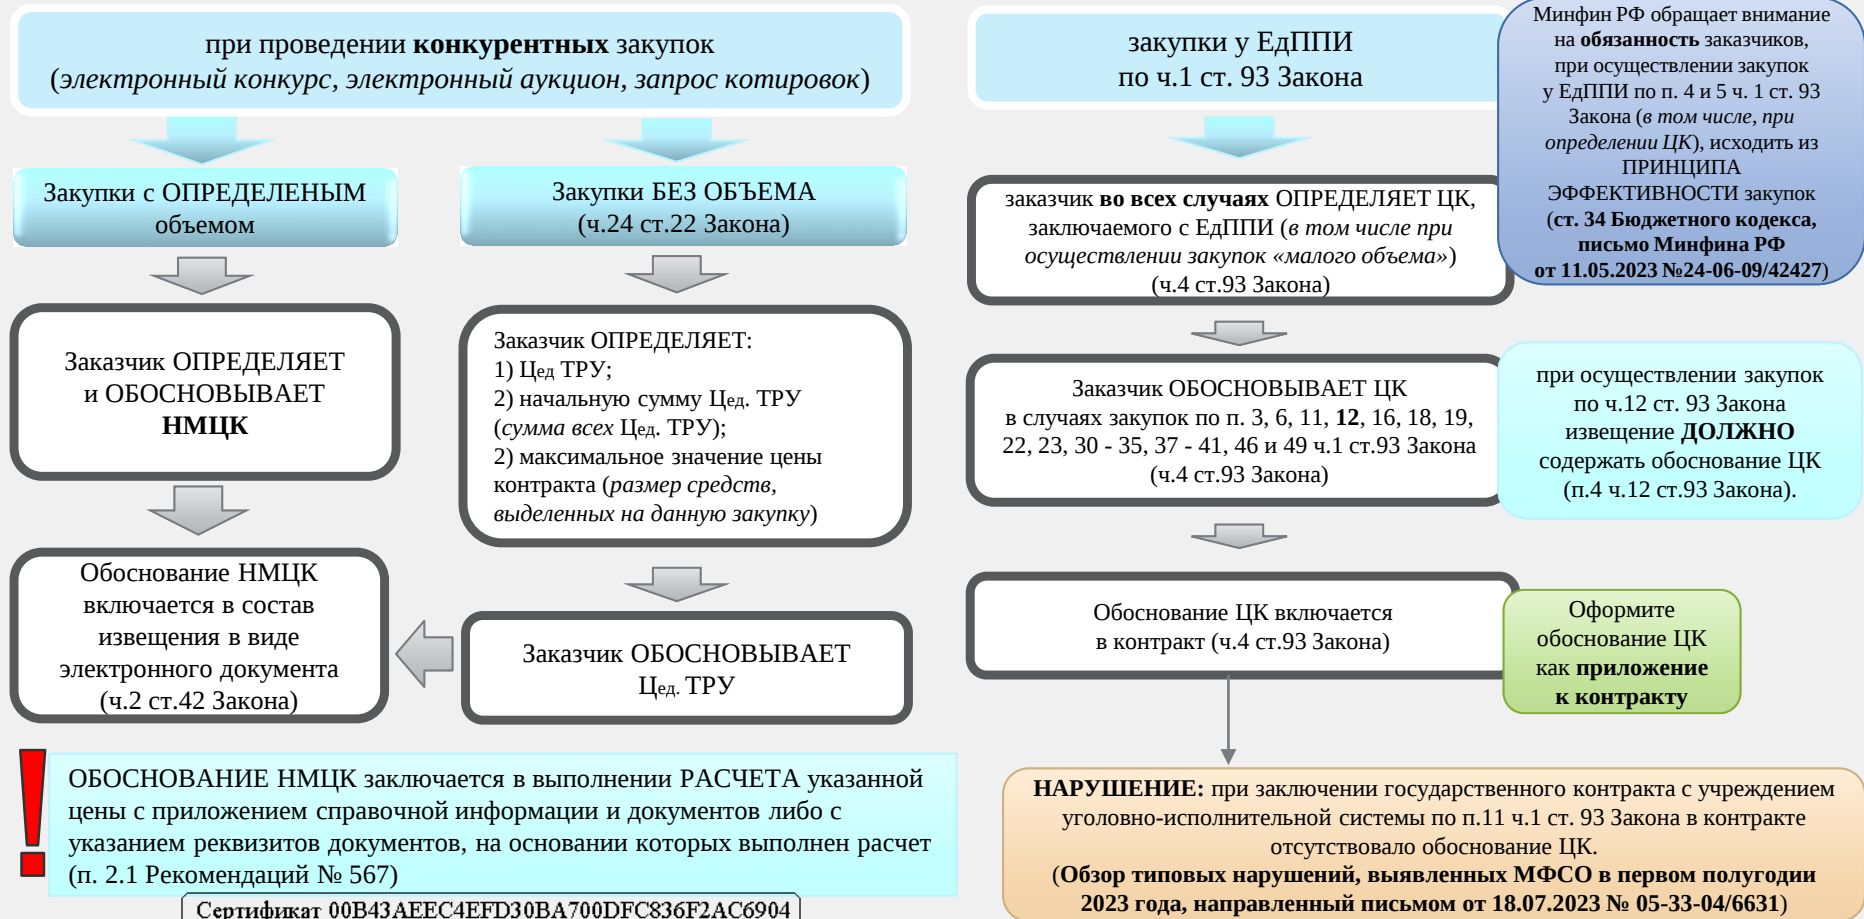 при проведении конкурентных закупок
(электронный конкурс, электронный аукцион, запрос котировок)
Закупки с ОПРЕДЕЛЕНЫМ
объемом
Закупки БЕЗ ОБЪЕМА
(ч.24 ст.22 Закона)
Заказчик ОПРЕДЕЛЯЕТ
и ОБОСНОВЫВАЕТ
НМЦК
Заказчик ОПРЕДЕЛЯЕТ:
1) Цед ТРУ;
2) начальную сумму Цед. ТРУ
(сумма всех Цед. ТРУ);
2) максимальное значение цены
контракта (размер средств,
выделенных на данную закупку)
Обоснование НМЦК
включается в состав
извещения в виде
электронного документа
(ч.2 ст.42 Закона)
Заказчик ОБОСНОВЫВАЕТ
Цед. ТРУ
ОБОСНОВАНИЕ НМЦК заключается в выполнении РАСЧЕТА указанной
цены с приложением справочной информации и документов либо с
указанием реквизитов документов, на основании которых выполнен расчет
(п. 2.1 Рекомендаций № 567)
Сертификат 00B43AEEC4EFD30BA700DFC836F2AC6904
закупки у ЕдППИ
по ч.1 ст. 93 Закона
Минфин РФ обращает внимание
на обязанность заказчиков,
при осуществлении закупок
у ЕдППИ по п. 4 и 5 ч. 1 ст. 93
Закона (в том числе, при
определении ЦК), исходить из
ПРИНЦИПА
ЭФФЕКТИВНОСТИ закупок
(ст. 34 Бюджетного кодекса,
письмо Минфина РФ
от 11.05.2023 №24-06-09/42427)
заказчик во всех случаях ОПРЕДЕЛЯЕТ ЦК,
заключаемого с ЕдППИ (в том числе при
осуществлении закупок «малого объема»)
(ч.4 ст.93 Закона)
Заказчик ОБОСНОВЫВАЕТ ЦК
в случаях закупок по п. 3, 6, 11, 12, 16, 18, 19,
22, 23, 30 - 35, 37 - 41, 46 и 49 ч.1 ст.93 Закона
(ч.4 ст.93 Закона)
при осуществлении закупок
по ч.12 ст. 93 Закона
извещение ДОЛЖНО
содержать обоснование ЦК
(п.4 ч.12 ст.93 Закона).
Обоснование ЦК включается
в контракт (ч.4 ст.93 Закона)
Оформите
обоснование ЦК
как приложение
к контракту
НАРУШЕНИЕ: при заключении государственного контракта с учреждением
уголовно-исполнительной системы по п.11 ч.1 ст. 93 Закона в контракте
отсутствовало обоснование ЦК.
(Обзор типовых нарушений, выявленных МФСО в первом полугодии
2023 года, направленный письмом от 18.07.2023 № 05-33-04/6631)